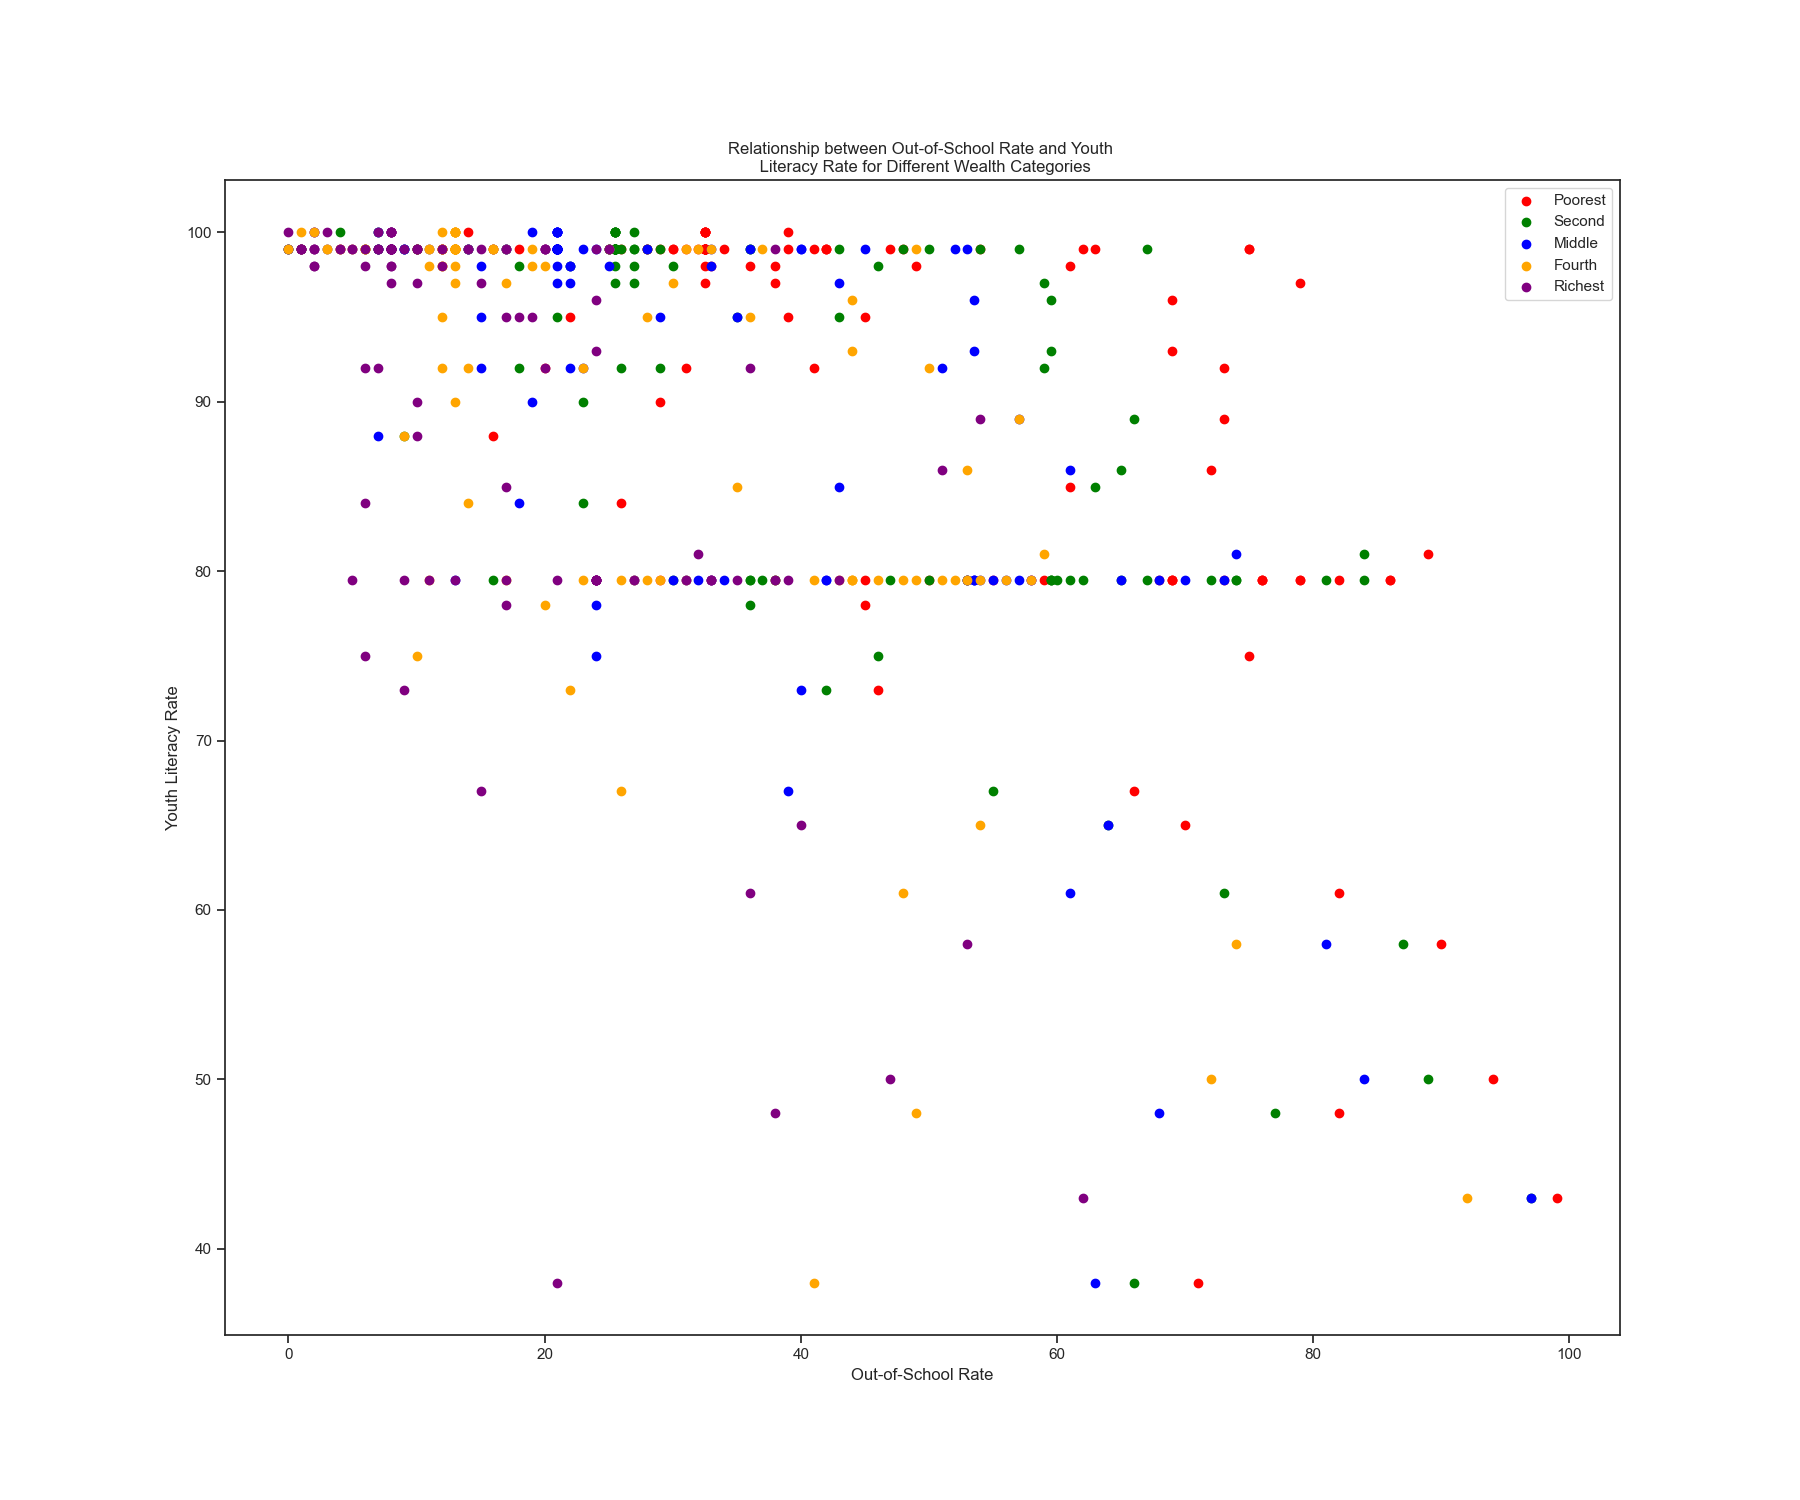 Relationship between Out-of-School Rate and Youth
Literacy Rate for Different Wealth Categories
Poorest
Second
Middle
Fourth
Richest
Youth Literacy Rate
100
90
80
70
60
50
40
0
20
40
60
80
100
Out-of-School Rate